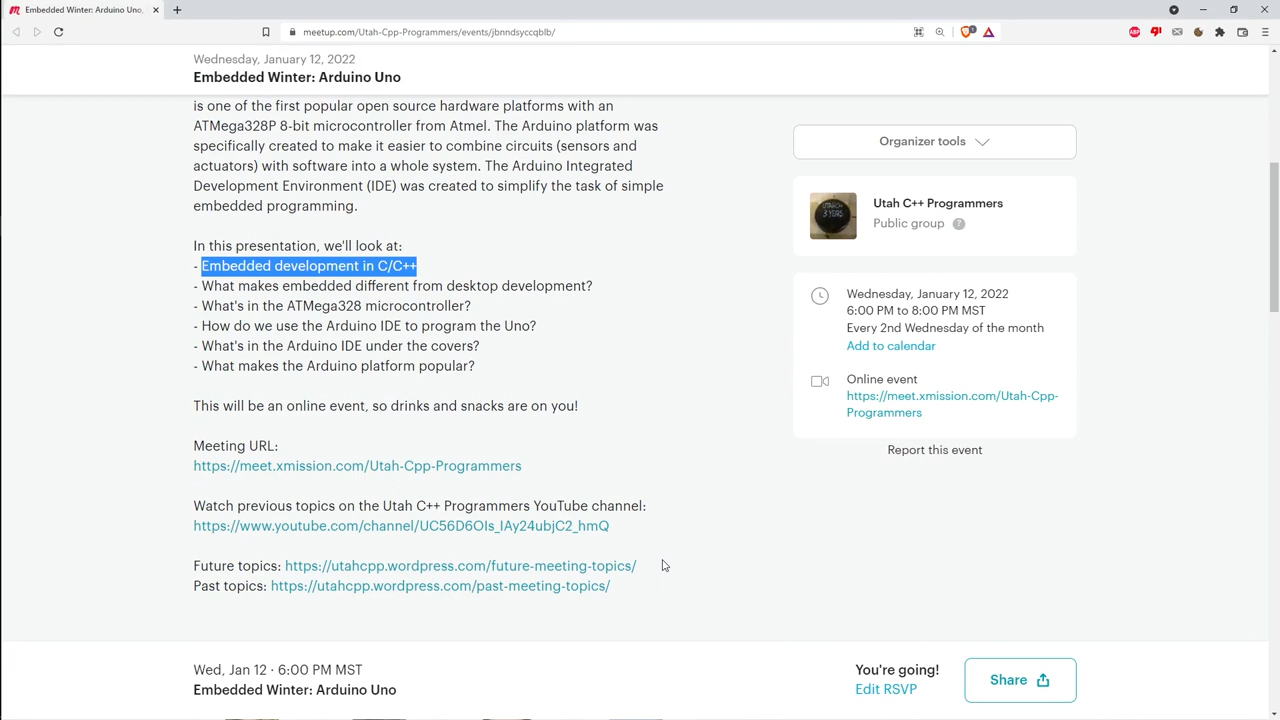 Embedded Winter: Arduino Uno,
meetup.com/Utah-Cpp-Programmers/events/jbnndsyccqblb/
Wednesday, January 12, 2022
Embedded Winter: Arduino Uno
is one of the first popular open source hardware platforms with an
ATMega328P 8-bit microcontroller from Atmel. The Arduino platform was
specifically created to make it easier to combine circuits (sensors and
actuators) with software into a whole system. The Arduino Integrated
Development Environment (IDE) was created to simplify the task of simple
embedded programming.
In this presentation, we'll look at:
- Embedded development in C/C++
- What makes embedded different from desktop development?
- What's in the ATMega328 microcontroller?
- How do we use the Arduino IDE to program the Uno?
- What's in the Arduino IDE under the covers?
- What makes the Arduino platform popular?
This will be an online event, so drinks and snacks are on you!
Meeting URL:
https://meet.xmission.com/Utah-Cpp-Programmers
Watch previous topics on the Utah C++ Programmers YouTube channel:
https://www.youtube.com/channel/UC56D6OIs_IAy24ubjC2_hmQ
Future topics: https://utahcpp.wordpress.com/future-meeting-topics/
Past topics: https://utahcpp.wordpress.com/past-meeting-topics/
Organizer tools
UTAH C++
3 YEARS
Utah C++ Programmers
Public group ?
Wednesday, January 12, 2022
6:00 PM to 8:00 PM MST
Every 2nd Wednesday of the month
Add to calendar
Online event
https://meet.xmission.com/Utah-Cpp-
Programmers
Report this event
Wed, Jan 12 · 6:00 PM MST
Embedded Winter: Arduino Uno
You're going!
Edit RSVP
Share